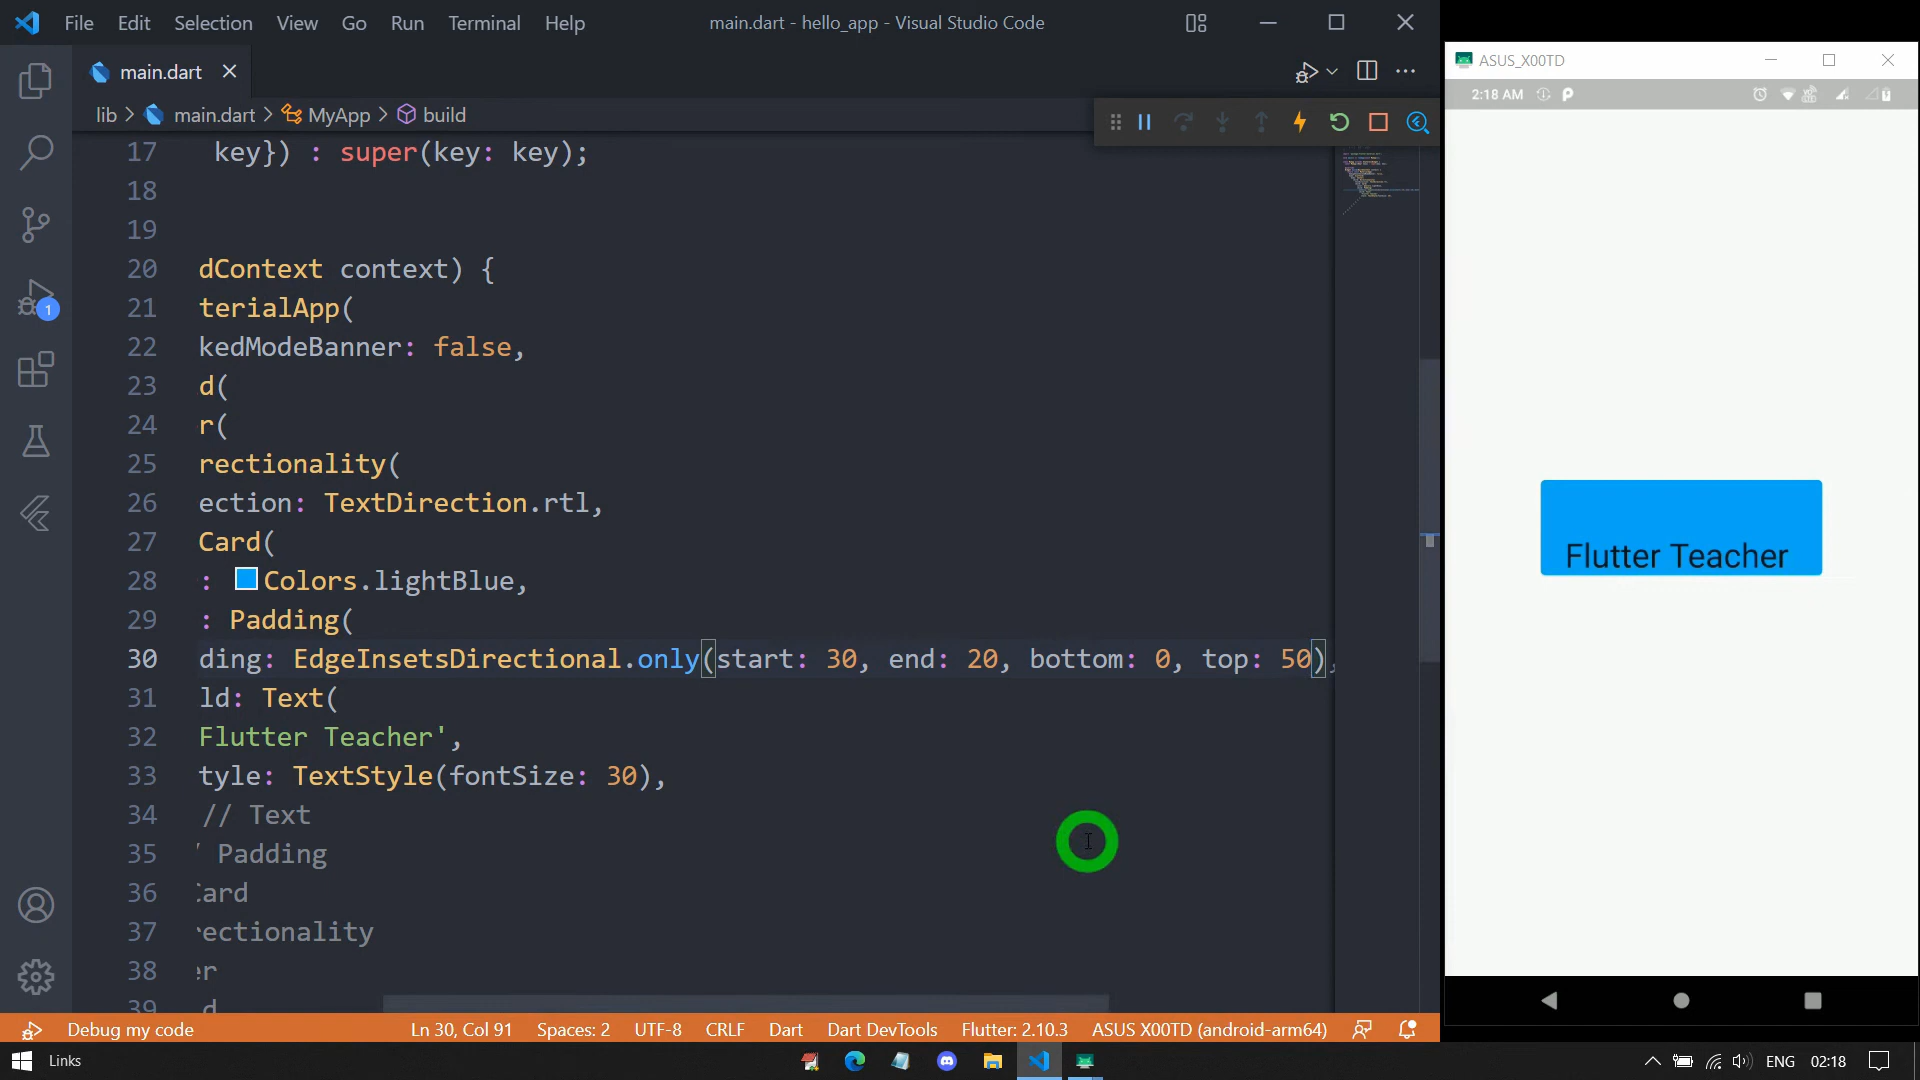 File Edit Selection View Go Run Terminal Help
main.dart - hello_app - Visual Studio Code
main.dart
lib > main.dart > MyApp > build
17 key}) : super(key: key);
18
19
20 dContext context) {
21 terialApp(
22 kedModeBanner: false,
23 d(
24 r(
25 rectionality(
26 ection: TextDirection.rtl,
27 Card(
28 : Colors.lightBlue,
29 : Padding(
30 ding: EdgeInsetsDirectional.only(start: 30, end: 20, bottom: 0, top: 50),
31 ld: Text(
32 Flutter Teacher',
33 tyle: TextStyle(fontSize: 30),
34 // Text
35 / Padding
36 Card
37 rectionality
38 er
39 d
1
Debug my code
Ln 30, Col 91 Spaces: 2 UTF-8 CRLF Dart Dart DevTools Flutter: 2.10.3 ASUS X00TD (android-arm64)
ASUS_X00TD
2:18 AM
Flutter Teacher
Links
ENG 02:18